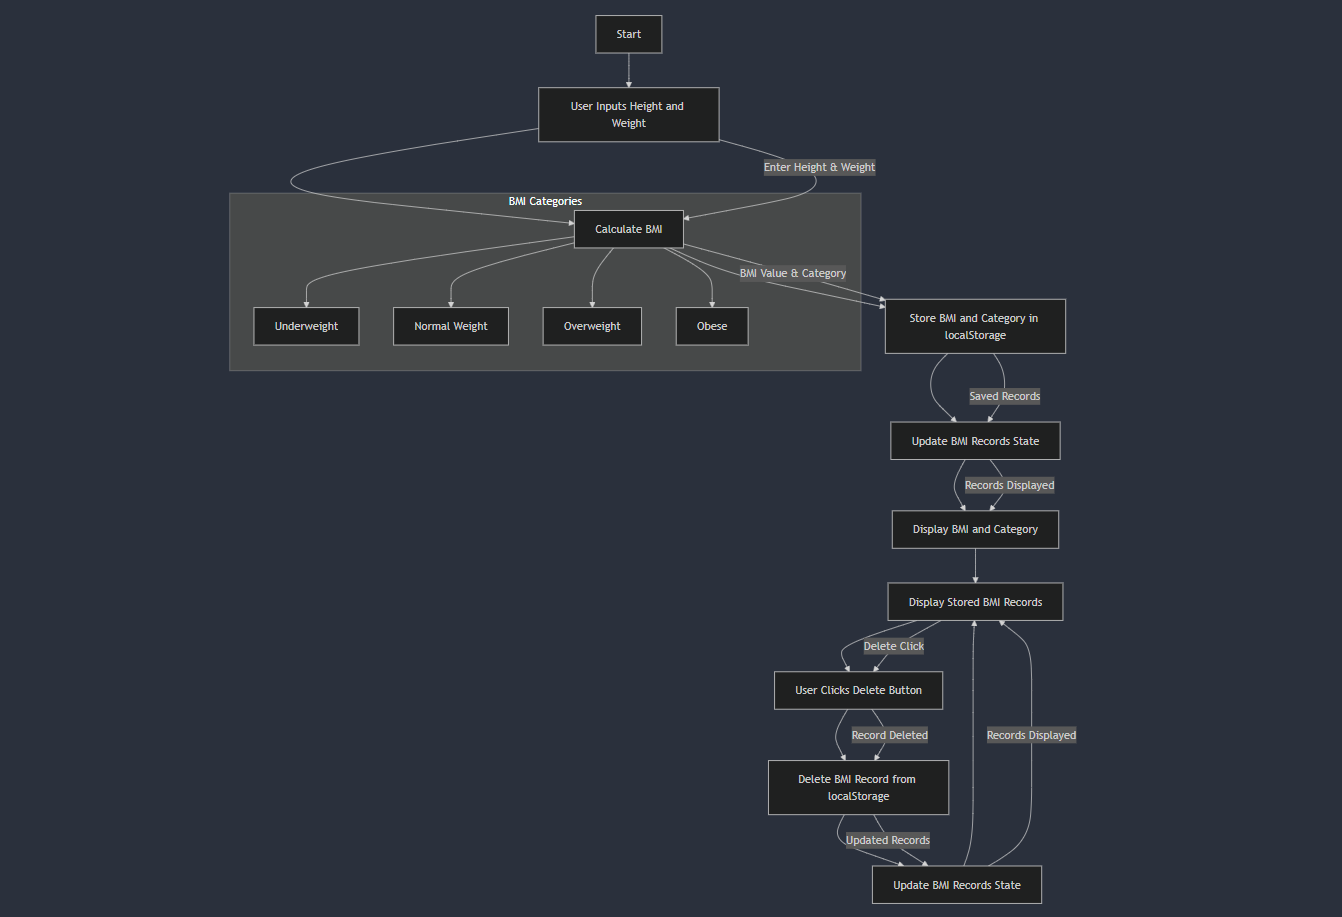 Start
User Inputs Height and
Weight
Enter Height & Weight
BMI Categories
Calculate BMI
BMI Value & Category
Underweight
Normal Weight
Overweight
Obese
Store BMI and Category in
localStorage
Saved Records
Update BMI Records State
Records Displayed
Display BMI and Category
Display Stored BMI Records
Delete Click
User Clicks Delete Button
Record Deleted
Records Displayed
Delete BMI Record from
localStorage
Updated Records
Update BMI Records State